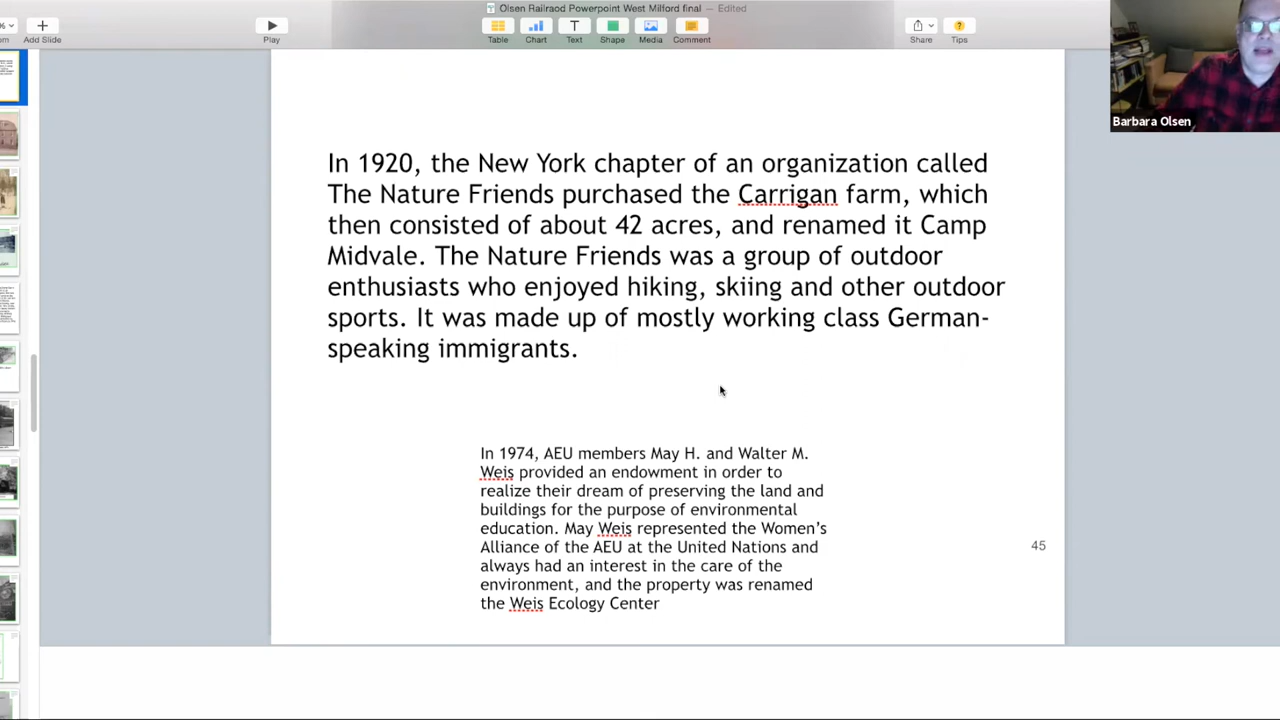 Olsen Railraod Powerpoint West Milford final — Edited
Add Slide
Play
Table
Chart
Text
Shape
Media
Comment
Share
Tips
Barbara Olsen
In 1920, the New York chapter of an organization called
The Nature Friends purchased the Carrigan farm, which
then consisted of about 42 acres, and renamed it Camp
Midvale. The Nature Friends was a group of outdoor
enthusiasts who enjoyed hiking, skiing and other outdoor
sports. It was made up of mostly working class German-
speaking immigrants.
In 1974, AEU members May H. and Walter M.
Weis provided an endowment in order to
realize their dream of preserving the land and
buildings for the purpose of environmental
education. May Weis represented the Women's
Alliance of the AEU at the United Nations and
always had an interest in the care of the
environment, and the property was renamed
the Weis Ecology Center
45